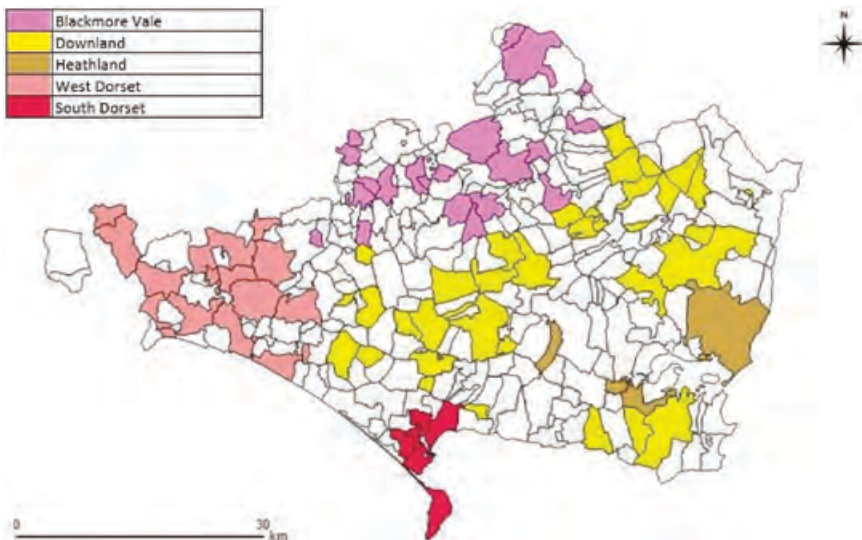 Blackmore Vale
Downland
Heathland
West Dorset
South Dorset
N
0
30
km